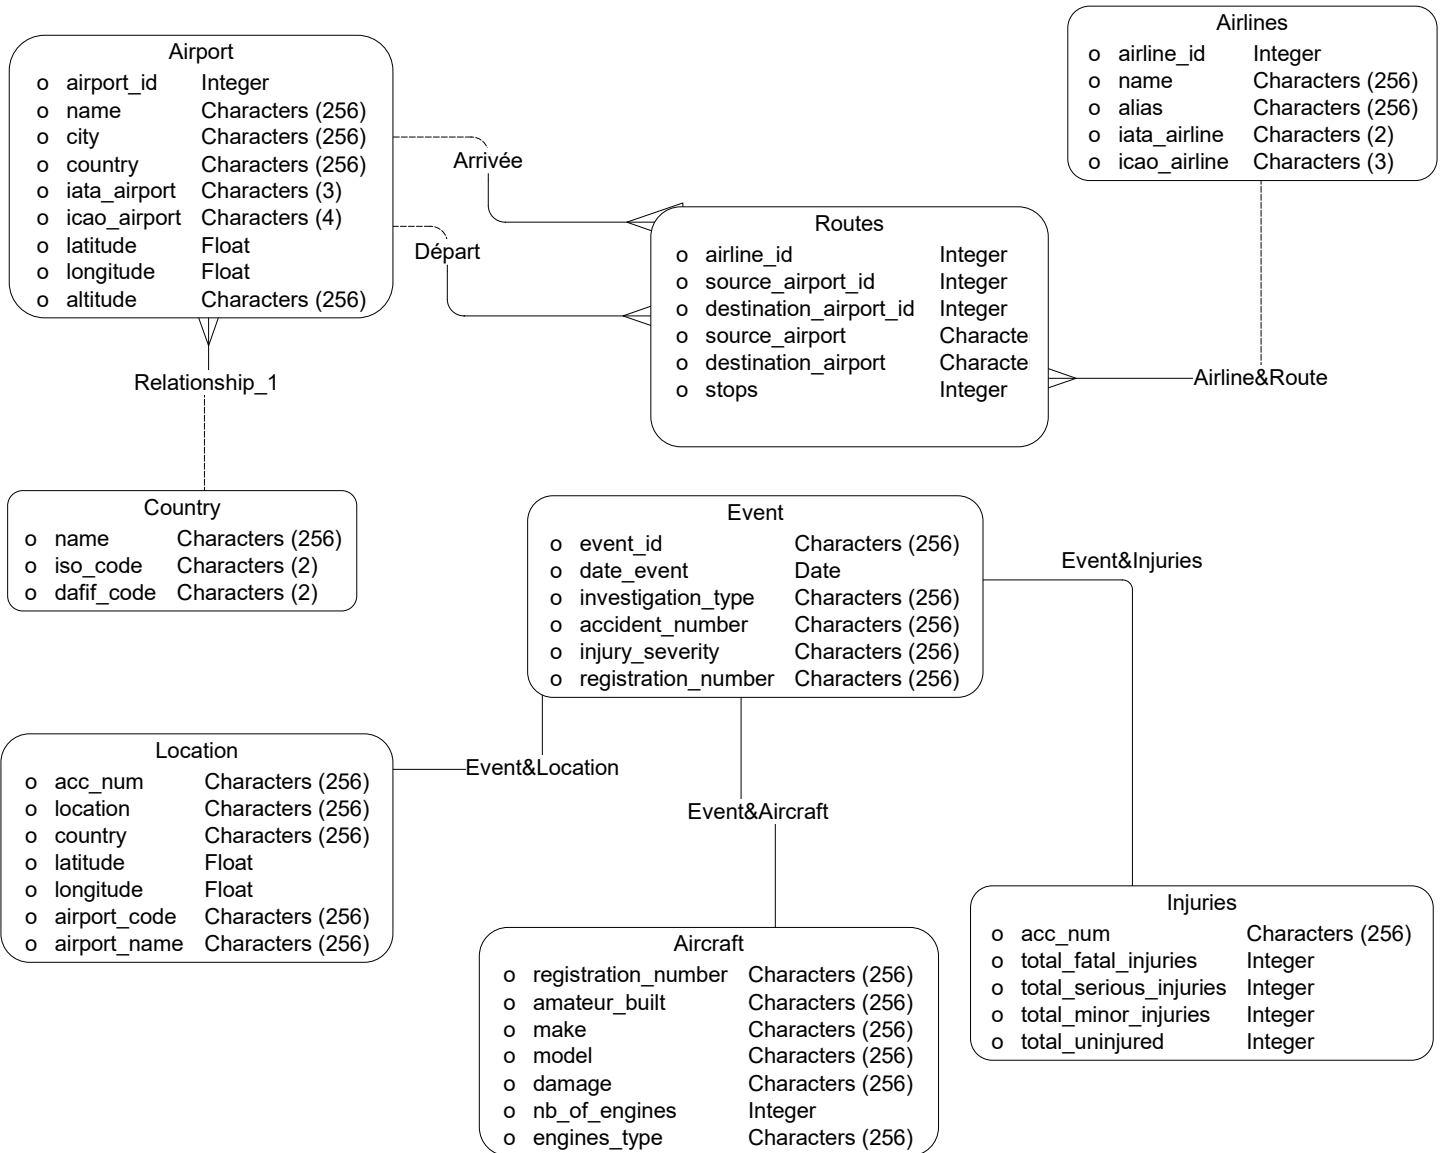 Airport
o airport_id Integer
o name Characters (256)
o city Characters (256)
o country Characters (256)
o iata_airport Characters (3)
o icao_airport Characters (4)
o latitude Float
o longitude Float
o altitude Characters (256)
Arrivée
Départ
Routes
o airline_id Integer
o source_airport_id Integer
o destination_airport_id Integer
o source_airport Characte
o destination_airport Characte
o stops Integer
Airlines
o airline_id Integer
o name Characters (256)
o alias Characters (256)
o iata_airline Characters (2)
o icao_airline Characters (3)
Airline&Route
Relationship_1
Country
o name Characters (256)
o iso_code Characters (2)
o dafif_code Characters (2)
Event
o event_id Characters (256)
o date_event Date
o investigation_type Characters (256)
o accident_number Characters (256)
o injury_severity Characters (256)
o registration_number Characters (256)
Event&Injuries
Event&Location
Event&Aircraft
Location
o acc_num Characters (256)
o location Characters (256)
o country Characters (256)
o latitude Float
o longitude Float
o airport_code Characters (256)
o airport_name Characters (256)
Aircraft
o registration_number Characters (256)
o amateur_built Characters (256)
o make Characters (256)
o model Characters (256)
o damage Characters (256)
o nb_of_engines Integer
o engines_type Characters (256)
Injuries
o acc_num Characters (256)
o total_fatal_injuries Integer
o total_serious_injuries Integer
o total_minor_injuries Integer
o total_uninjured Integer